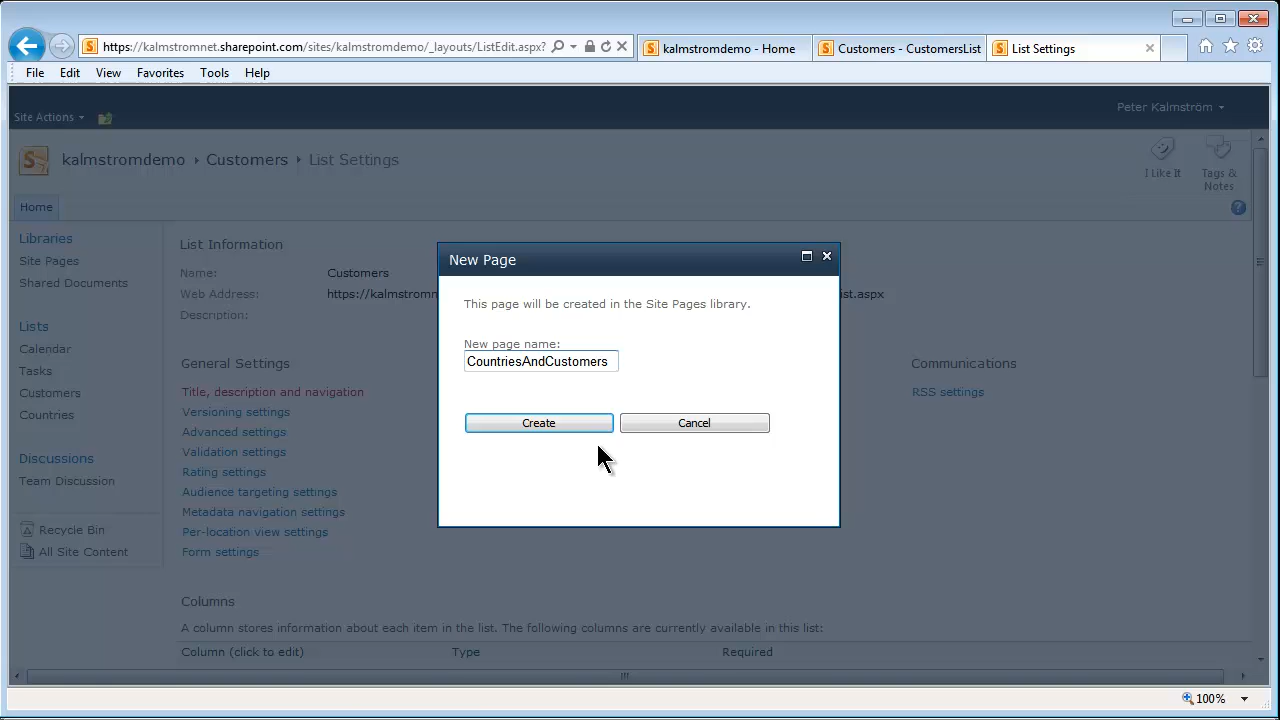 https://kalmstromnet.sharepoint.com/sites/kalmstromdemo/_layouts/ListEdit.aspx?
kalmstromdemo - Home
Customers - CustomersList
List Settings
File Edit View Favorites Tools Help
Site Actions
Peter Kalmström
kalmstromdemo Customers List Settings
I Like It
Tags &
Notes
Home
Libraries
Site Pages
Shared Documents
Lists
Calendar
Tasks
Customers
Countries
Discussions
Team Discussion
Recycle Bin
All Site Content
List Information
Name: Customers
Web Address: https://kalmstromn
ist.aspx
Description:
General Settings
Title, description and navigation
Versioning settings
Advanced settings
Validation settings
Rating settings
Audience targeting settings
Metadata navigation settings
Per-location view settings
Form settings
Communications
RSS settings
Columns
A column stores information about each item in the list. The following columns are currently available in this list:
Column (click to edit) Type Required
New Page
This page will be created in the Site Pages library.
New page name:
CountriesAndCustomers
Create Cancel
100%